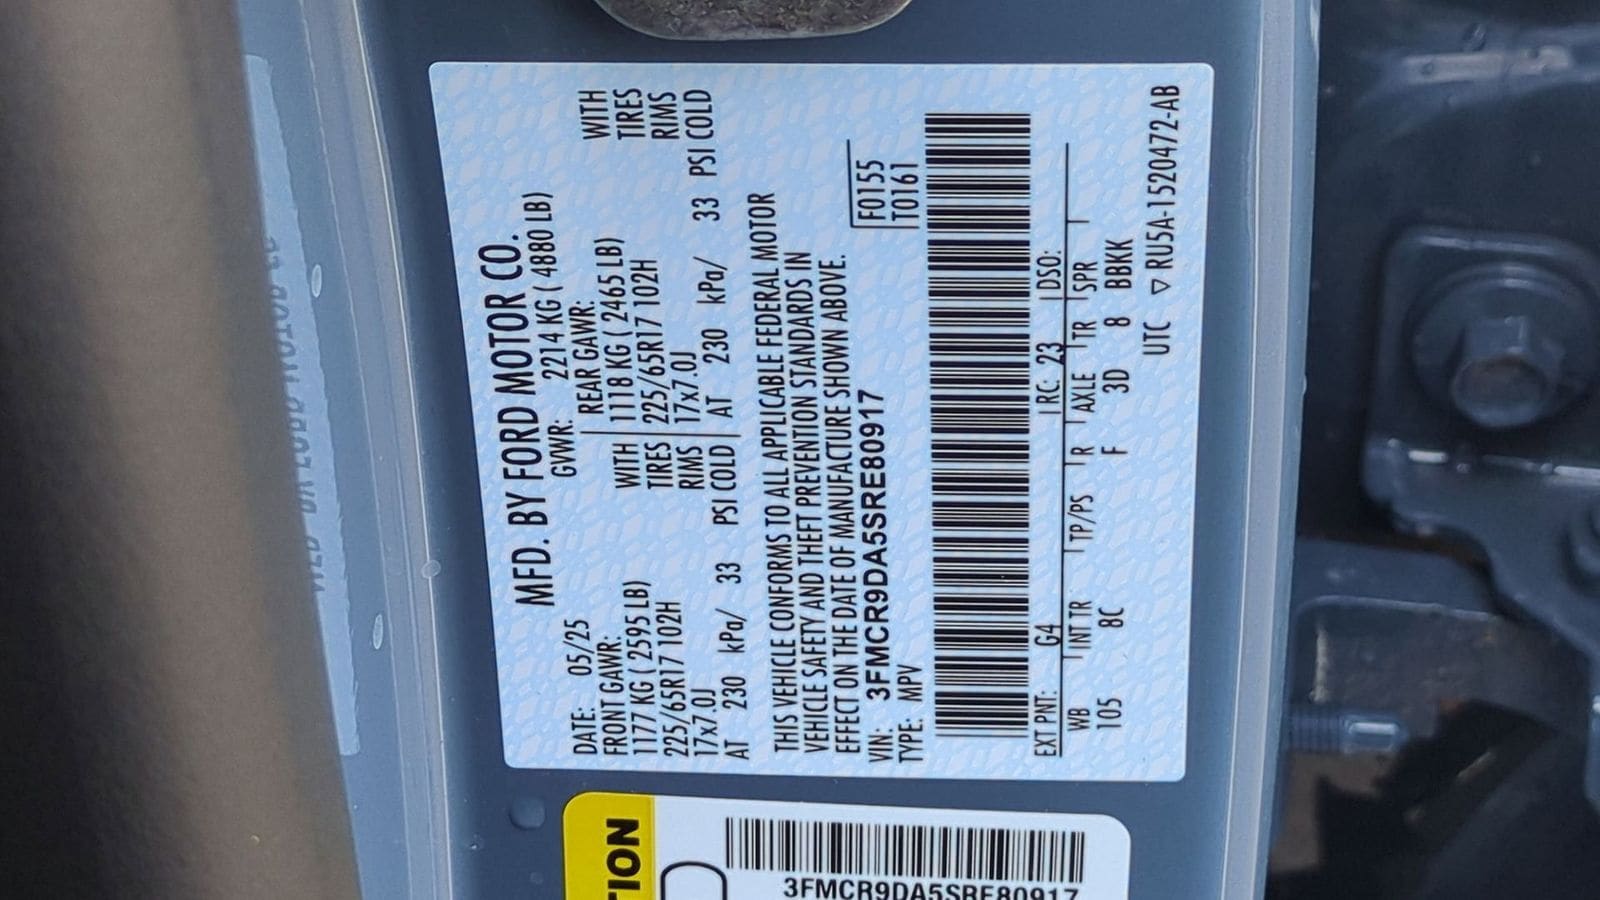 MFD. BY FORD MOTOR CO.
DATE: 05/25 GVWR: 2214 KG ( 4880 LB)
FRONT GAWR: REAR GAWR:
1177 KG ( 2595 LB) WITH 1118 KG ( 2465 LB) WITH
225/65R17 102H TIRES 225/65R17 102H TIRES
17x7.0J RIMS 17x7.0J RIMS
AT 230 kPa/ 33 PSI COLD AT 230 kPa/ 33 PSI COLD
THIS VEHICLE CONFORMS TO ALL APPLICABLE FEDERAL MOTOR
VEHICLE SAFETY AND THEFT PREVENTION STANDARDS IN
EFFECT ON THE DATE OF MANUFACTURE SHOWN ABOVE.
VIN: 3FMCR9DA5SRE80917 F0155
TYPE: MPV T0161
EXT PNT: G4 RC: 23 DSO:
WB INT TR TP/PS R AXLE TR SPR
105 8C F 3D 8 BBKK
UTC ▽ RU5A-1520472-AB
3FMCR9DA5SRE80917